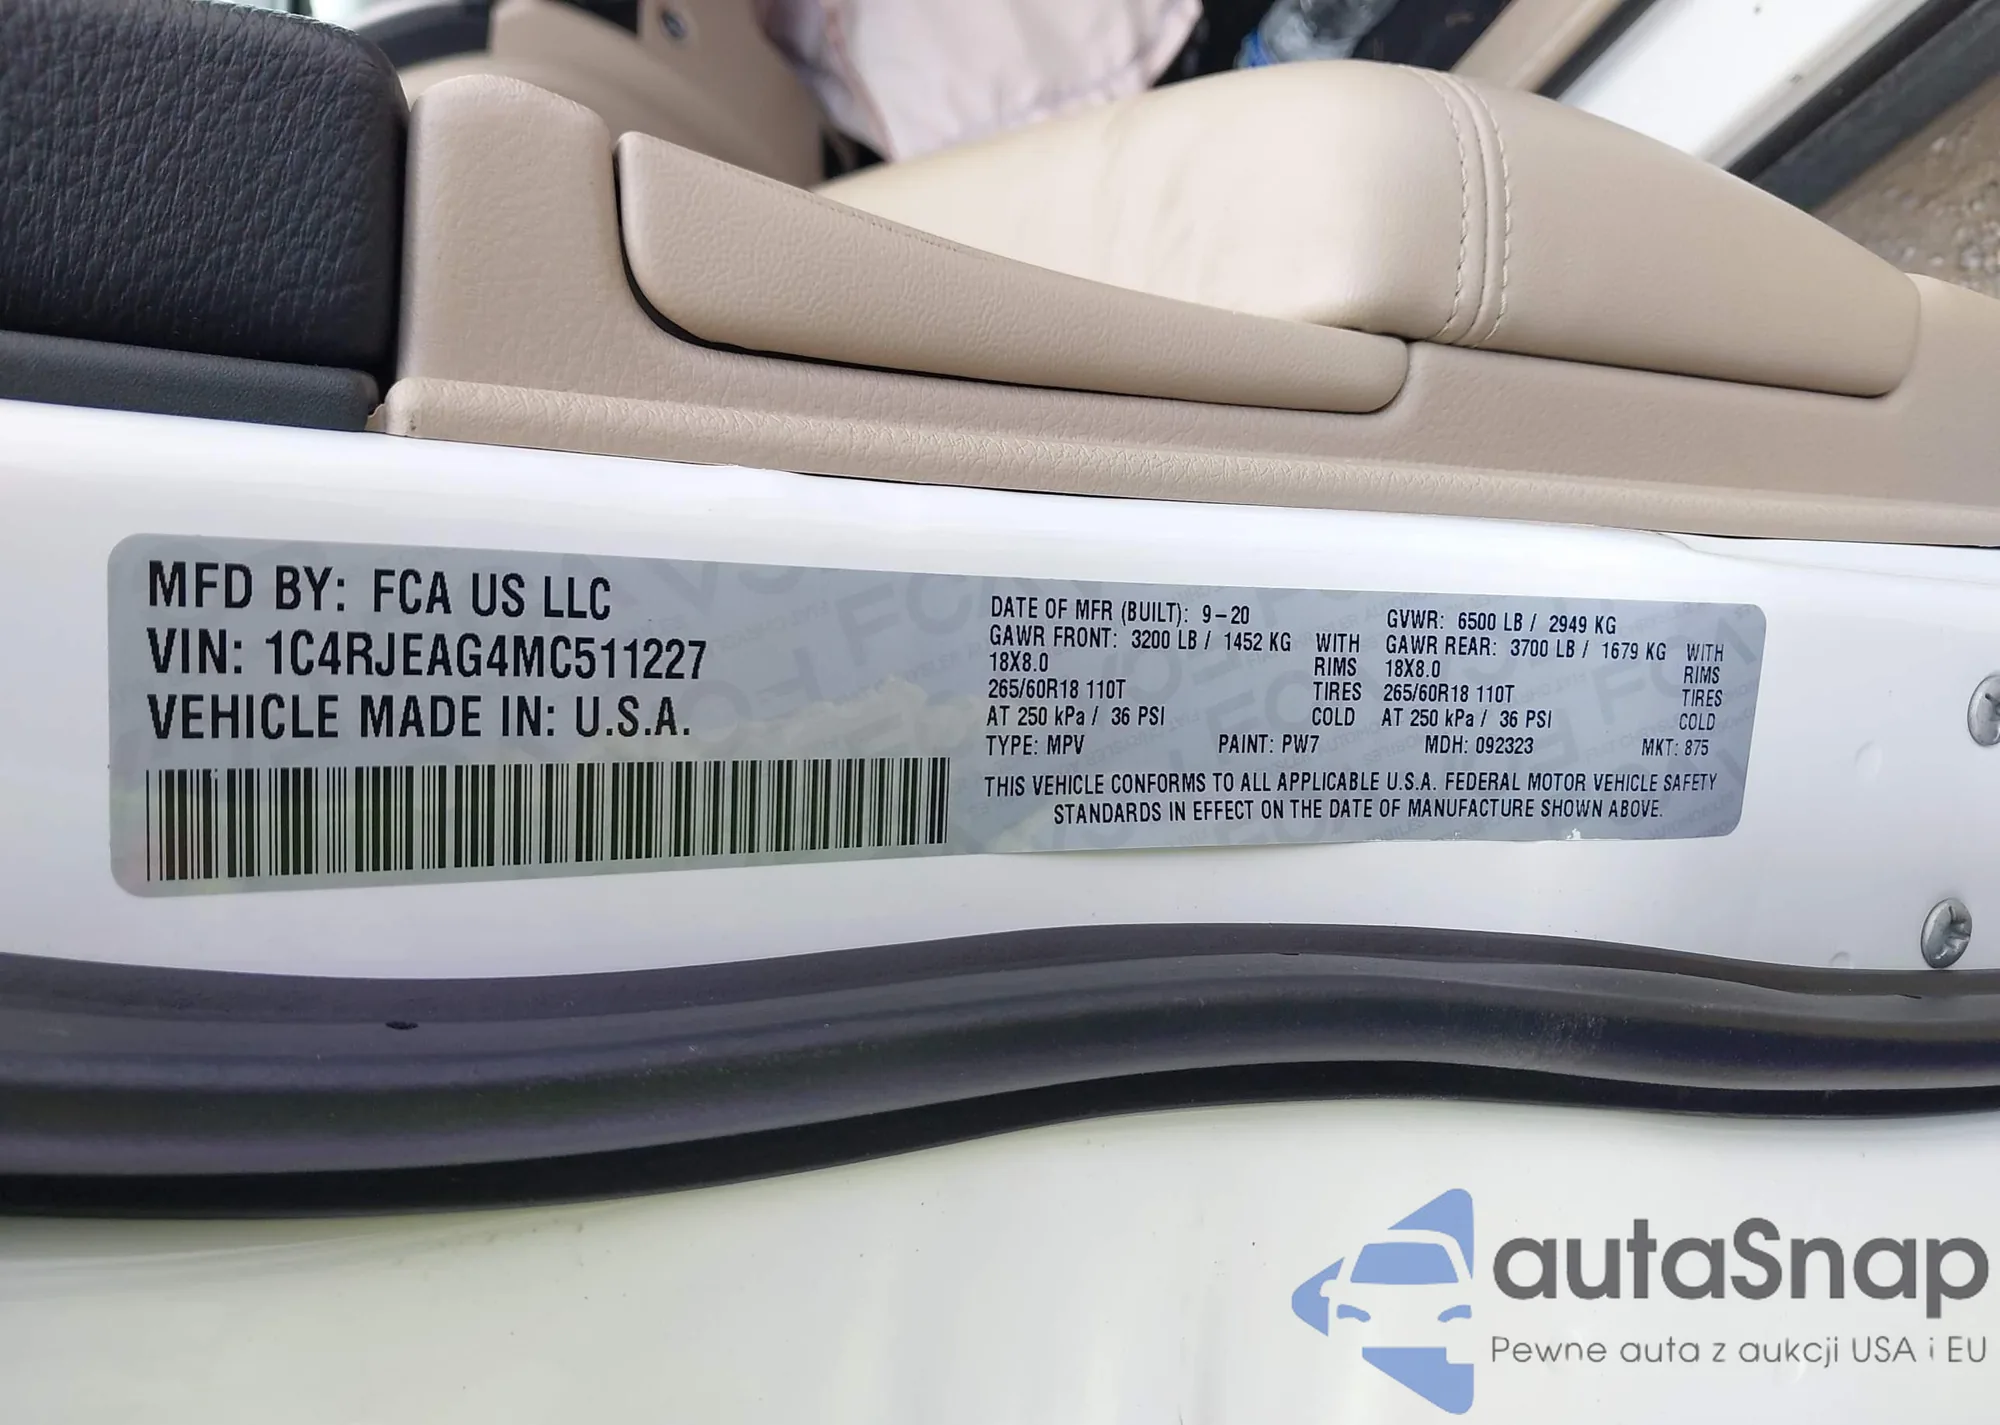 MFD BY: FCA US LLC
VIN: 1C4RJEAG4MC511227
VEHICLE MADE IN: U.S.A.
DATE OF MFR (BUILT): 9-20 GVWR: 6500 LB / 2949 KG
GAWR FRONT: 3200 LB / 1452 KG WITH GAWR REAR: 3700 LB / 1679 KG WITH
18X8.0 RIMS 18X8.0 RIMS
265/60R18 110T TIRES 265/60R18 110T TIRES
AT 250 kPa / 36 PSI COLD AT 250 kPa / 36 PSI COLD
TYPE: MPV PAINT: PW7 MDH: 092323 MKT: 875
THIS VEHICLE CONFORMS TO ALL APPLICABLE U.S.A. FEDERAL MOTOR VEHICLE SAFETY
STANDARDS IN EFFECT ON THE DATE OF MANUFACTURE SHOWN ABOVE.
autaSnap
Pewne auta z aukcji USA i EU